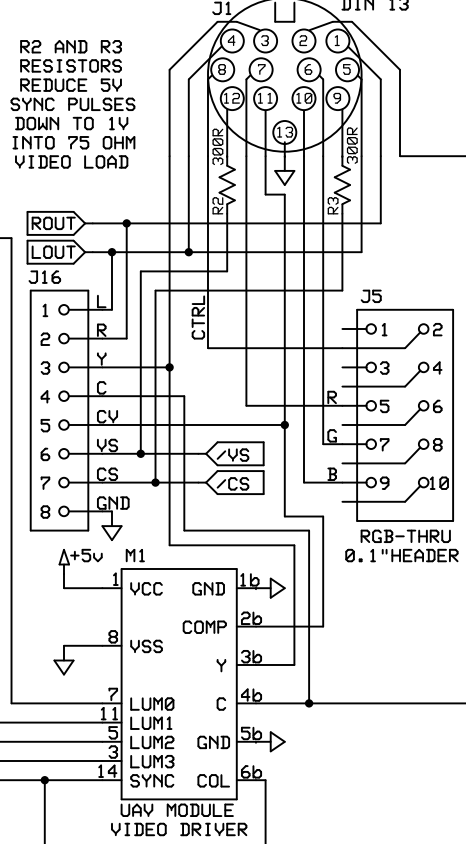 J1
DIN 13
4 3 2 1
8 7 6 5
12 11 10 9
13
R2 AND R3
RESISTORS
REDUCE 5V
SYNC PULSES
DOWN TO 1V
INTO 75 OHM
VIDEO LOAD
300R
R2
300R
R3
ROUT
LOUT
J16
1 L
2 R
3 Y
4 C
5 CV
6 VS
7 CS
8 GND
/VS
/CS
CTRL
J5
1 2
3 4
R 5 6
G 7 8
B 9 10
RGB-THRU
0.1"HEADER
+5v
M1
1 VCC GND 1b
COMP 2b
8 VSS
Y 3b
7 LUM0 C 4b
11 LUM1
5 LUM2 GND 5b
3 LUM3
14 SYNC COL 6b
UAV MODULE
VIDEO DRIVER